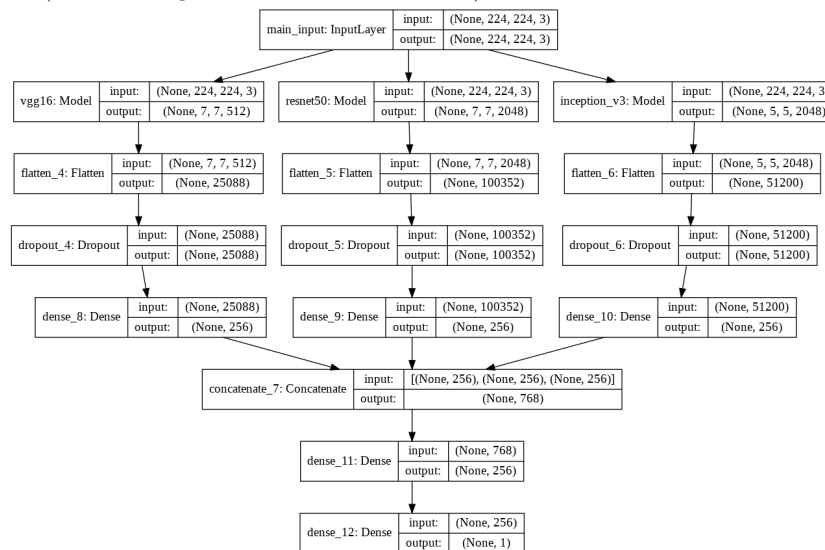 main_input: InputLayer
input: (None, 224, 224, 3)
output: (None, 224, 224, 3)
vgg16: Model
input: (None, 224, 224, 3)
output: (None, 7, 7, 512)
resnet50: Model
input: (None, 224, 224, 3)
output: (None, 7, 7, 2048)
inception_v3: Model
input: (None, 224, 224, 3
output: (None, 5, 5, 2048)
flatten_4: Flatten
input: (None, 7, 7, 512)
output: (None, 25088)
flatten_5: Flatten
input: (None, 7, 7, 2048)
output: (None, 100352)
flatten_6: Flatten
input: (None, 5, 5, 2048)
output: (None, 51200)
dropout_4: Dropout
input: (None, 25088)
output: (None, 25088)
dropout_5: Dropout
input: (None, 100352)
output: (None, 100352)
dropout_6: Dropout
input: (None, 51200)
output: (None, 51200)
dense_8: Dense
input: (None, 25088)
output: (None, 256)
dense_9: Dense
input: (None, 100352)
output: (None, 256)
dense_10: Dense
input: (None, 51200)
output: (None, 256)
concatenate_7: Concatenate
input: [(None, 256), (None, 256), (None, 256)]
output: (None, 768)
dense_11: Dense
input: (None, 768)
output: (None, 256)
dense_12: Dense
input: (None, 256)
output: (None, 1)